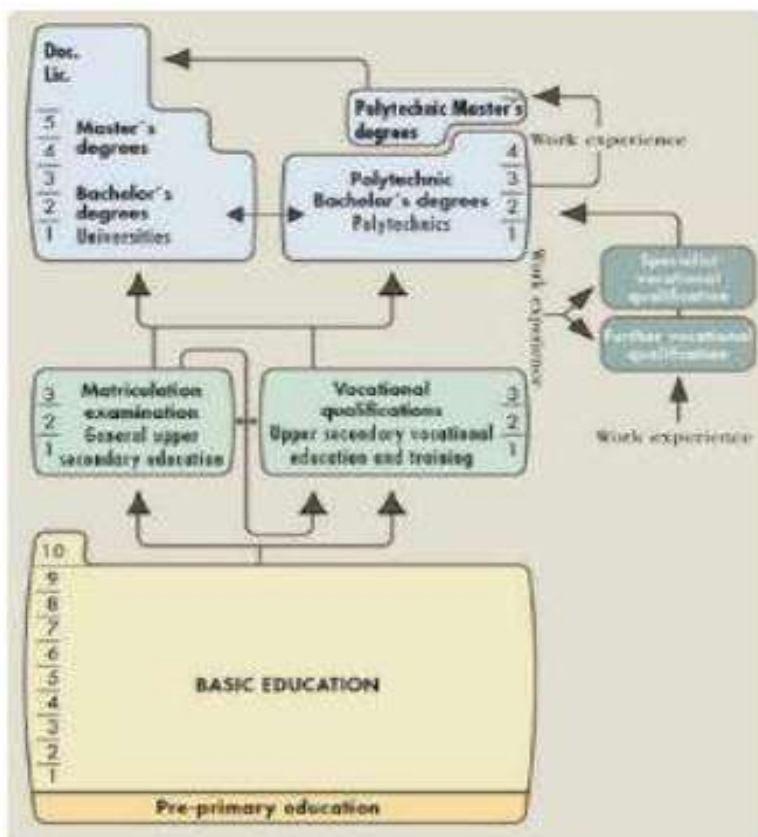 Doc.
Lic.
5
4
3
2
1
Master's
degrees
Bachelor's
degrees
Universities
Polytechnic Master's
degrees
Work experience
Polytechnic
Bachelor's degrees
Polytechnics
4
3
2
1
Work experience
Specialist
vocational
qualification
Further vocational
qualification
Work experience
3
2
1
Matriculation
examination
General upper
secondary education
Vocational
qualifications
Upper secondary vocational
education and training
3
2
1
10
9
8
7
6
5
4
3
2
1
BASIC EDUCATION
Pre-primary education